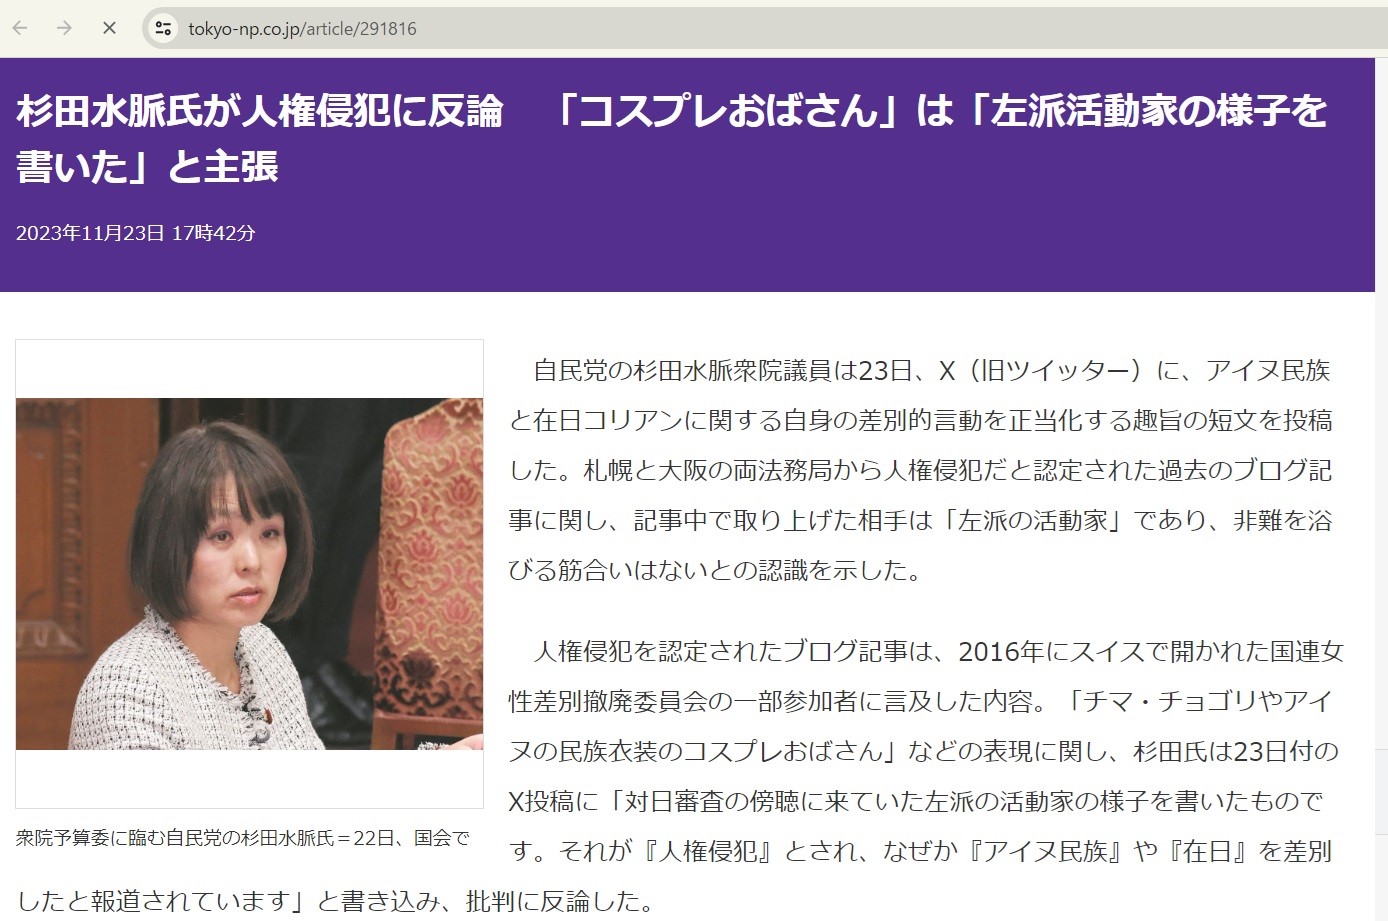 tokyo-np.co.jp/article/291816
杉田水脈氏が人権侵犯に反論　「コスプレおばさん」は「左派活動家の様子を
書いた」と主張
2023年11月23日 17時42分
　自民党の杉田水脈衆院議員は23日、X（旧ツイッター）に、アイヌ民族
と在日コリアンに関する自身の差別的言動を正当化する趣旨の短文を投稿
した。札幌と大阪の両法務局から人権侵犯だと認定された過去のブログ記
事に関し、記事中で取り上げた相手は「左派の活動家」であり、非難を浴
びる筋合いはないとの認識を示した。
　人権侵犯を認定されたブログ記事は、2016年にスイスで開かれた国連女
性差別撤廃委員会の一部参加者に言及した内容。「チマ・チョゴリやアイ
ヌの民族衣装のコスプレおばさん」などの表現に関し、杉田氏は23日付の
X投稿に「対日審査の傍聴に来ていた左派の活動家の様子を書いたもので
す。それが『人権侵犯』とされ、なぜか『アイヌ民族』や『在日』を差別
したと報道されています」と書き込み、批判に反論した。
衆院予算委に臨む自民党の杉田水脈氏＝22日、国会で